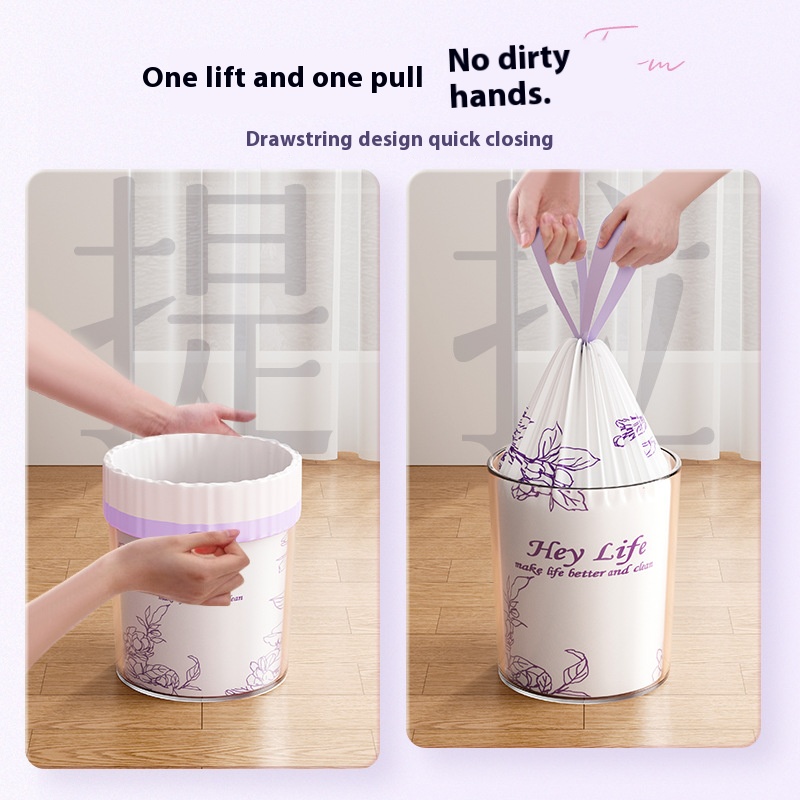 One lift and one pull
No dirty
hands.
Drawstring design quick closing
提
拉
Hey Life
make life better and clean